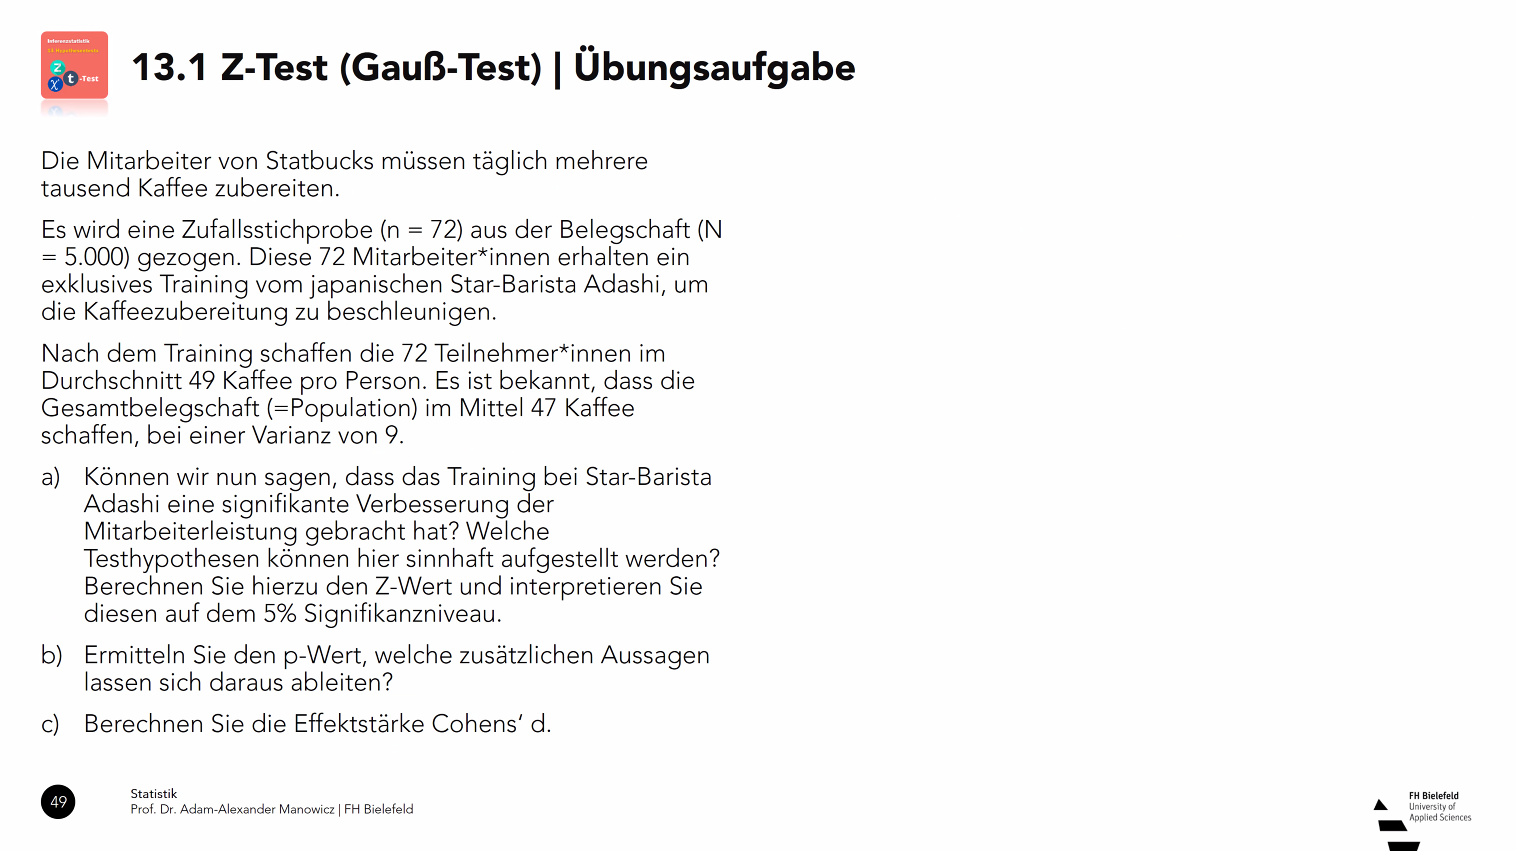 Inferenzstatistik
13. Hypothesentests
Z
t
χ
-Test
13.1 Z-Test (Gauß-Test) | Übungsaufgabe
Die Mitarbeiter von Statbucks müssen täglich mehrere
tausend Kaffee zubereiten.
Es wird eine Zufallsstichprobe (n = 72) aus der Belegschaft (N
= 5.000) gezogen. Diese 72 Mitarbeiter*innen erhalten ein
exklusives Training vom japanischen Star-Barista Adashi, um
die Kaffeezubereitung zu beschleunigen.
Nach dem Training schaffen die 72 Teilnehmer*innen im
Durchschnitt 49 Kaffee pro Person. Es ist bekannt, dass die
Gesamtbelegschaft (=Population) im Mittel 47 Kaffee
schaffen, bei einer Varianz von 9.
a) Können wir nun sagen, dass das Training bei Star-Barista
Adashi eine signifikante Verbesserung der
Mitarbeiterleistung gebracht hat? Welche
Testhypothesen können hier sinnhaft aufgestellt werden?
Berechnen Sie hierzu den Z-Wert und interpretieren Sie
diesen auf dem 5% Signifikanzniveau.
b) Ermitteln Sie den p-Wert, welche zusätzlichen Aussagen
lassen sich daraus ableiten?
c) Berechnen Sie die Effektstärke Cohens’ d.
49
Statistik
Prof. Dr. Adam-Alexander Manowicz | FH Bielefeld
FH Bielefeld
University of
Applied Sciences